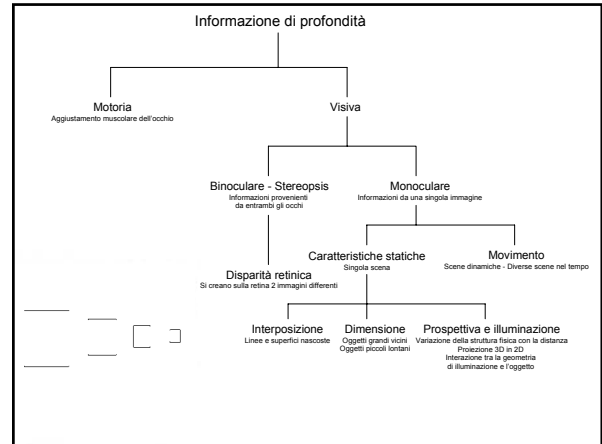 Informazione di profondità
Motoria
Aggiustamento muscolare dell'occhio
Visiva
Binoculare - Stereopsis
Informazioni provenienti
da entrambi gli occhi
Monoculare
Informazioni da una singola immagine
Disparità retinica
Si creano sulla retina 2 immagini differenti
Caratteristiche statiche
Singola scena
Movimento
Scene dinamiche - Diverse scene nel tempo
Interposizione
Linee e superfici nascoste
Dimensione
Oggetti grandi vicini
Oggetti piccoli lontani
Prospettiva e illuminazione
Variazione della struttura fisica con la distanza
Proiezione 3D in 2D
Interazione tra la geometria
di illuminazione e l'oggetto